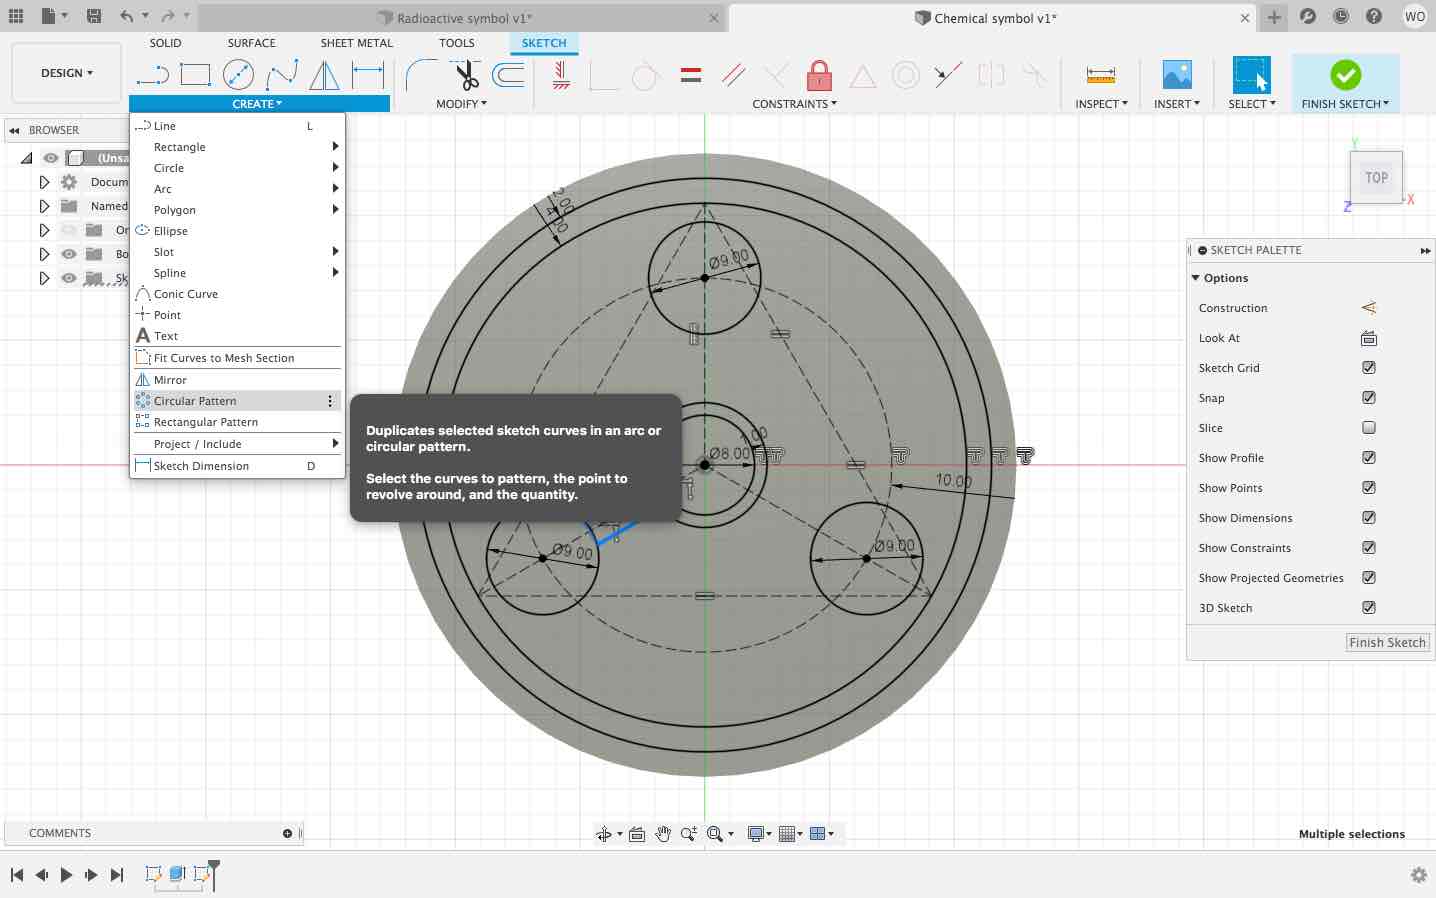 Radioactive symbol v1*
Chemical symbol v1*
WO
SOLID
SURFACE
SHEET METAL
TOOLS
SKETCH
DESIGN
CREATE
MODIFY
CONSTRAINTS
INSPECT
INSERT
SELECT
FINISH SKETCH
BROWSER
(Unsa
Docum
Named
Or
Bo
Sk
Line L
Rectangle
Circle
Arc
Polygon
Ellipse
Slot
Spline
Conic Curve
Point
Text
Fit Curves to Mesh Section
Mirror
Circular Pattern
Rectangular Pattern
Project / Include
Sketch Dimension D
Duplicates selected sketch curves in an arc or
circular pattern.
Select the curves to pattern, the point to
revolve around, and the quantity.
2.00
4.00
Ø9.00
1.00
Ø8.00
10.00
Ø9.00
Ø9.00
Y
TOP
X
Z
SKETCH PALETTE
Options
Construction
Look At
Sketch Grid
Snap
Slice
Show Profile
Show Points
Show Dimensions
Show Constraints
Show Projected Geometries
3D Sketch
Finish Sketch
COMMENTS
Multiple selections